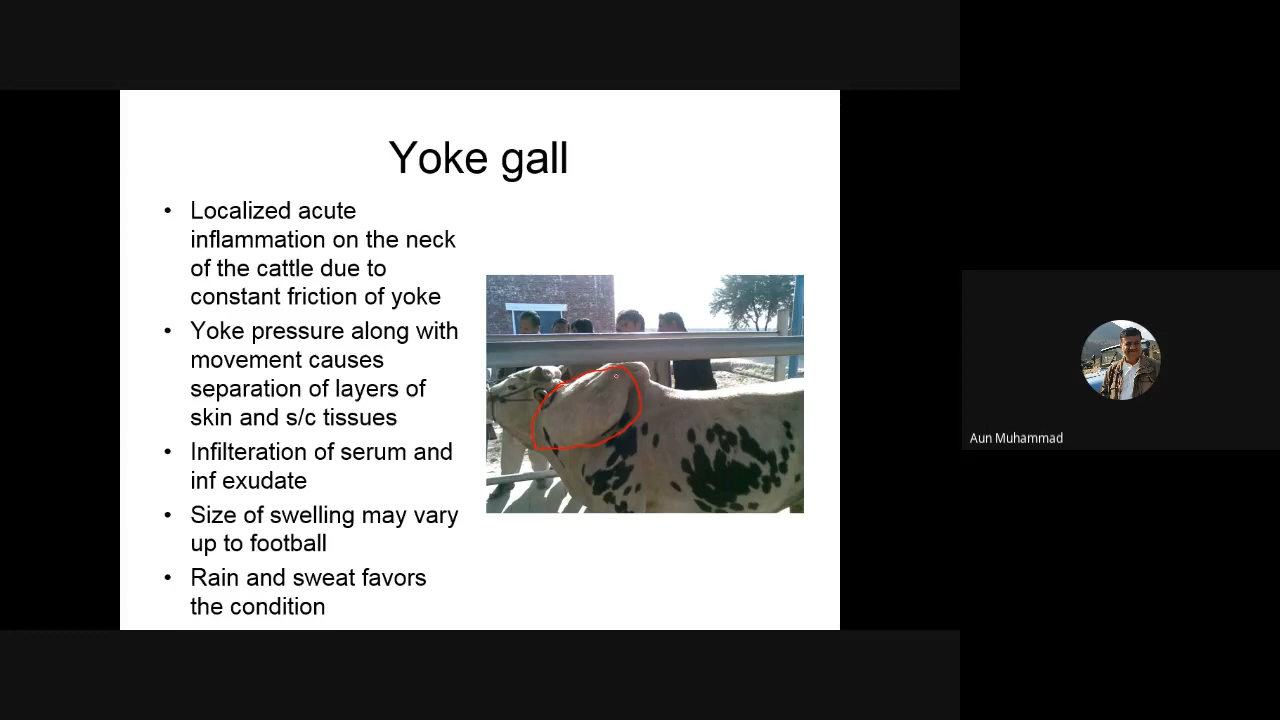 Yoke gall
• Localized acute
inflammation on the neck
of the cattle due to
constant friction of yoke
• Yoke pressure along with
movement causes
separation of layers of
skin and s/c tissues
• Infilteration of serum and
inf exudate
• Size of swelling may vary
up to football
• Rain and sweat favors
the condition
Aun Muhammad